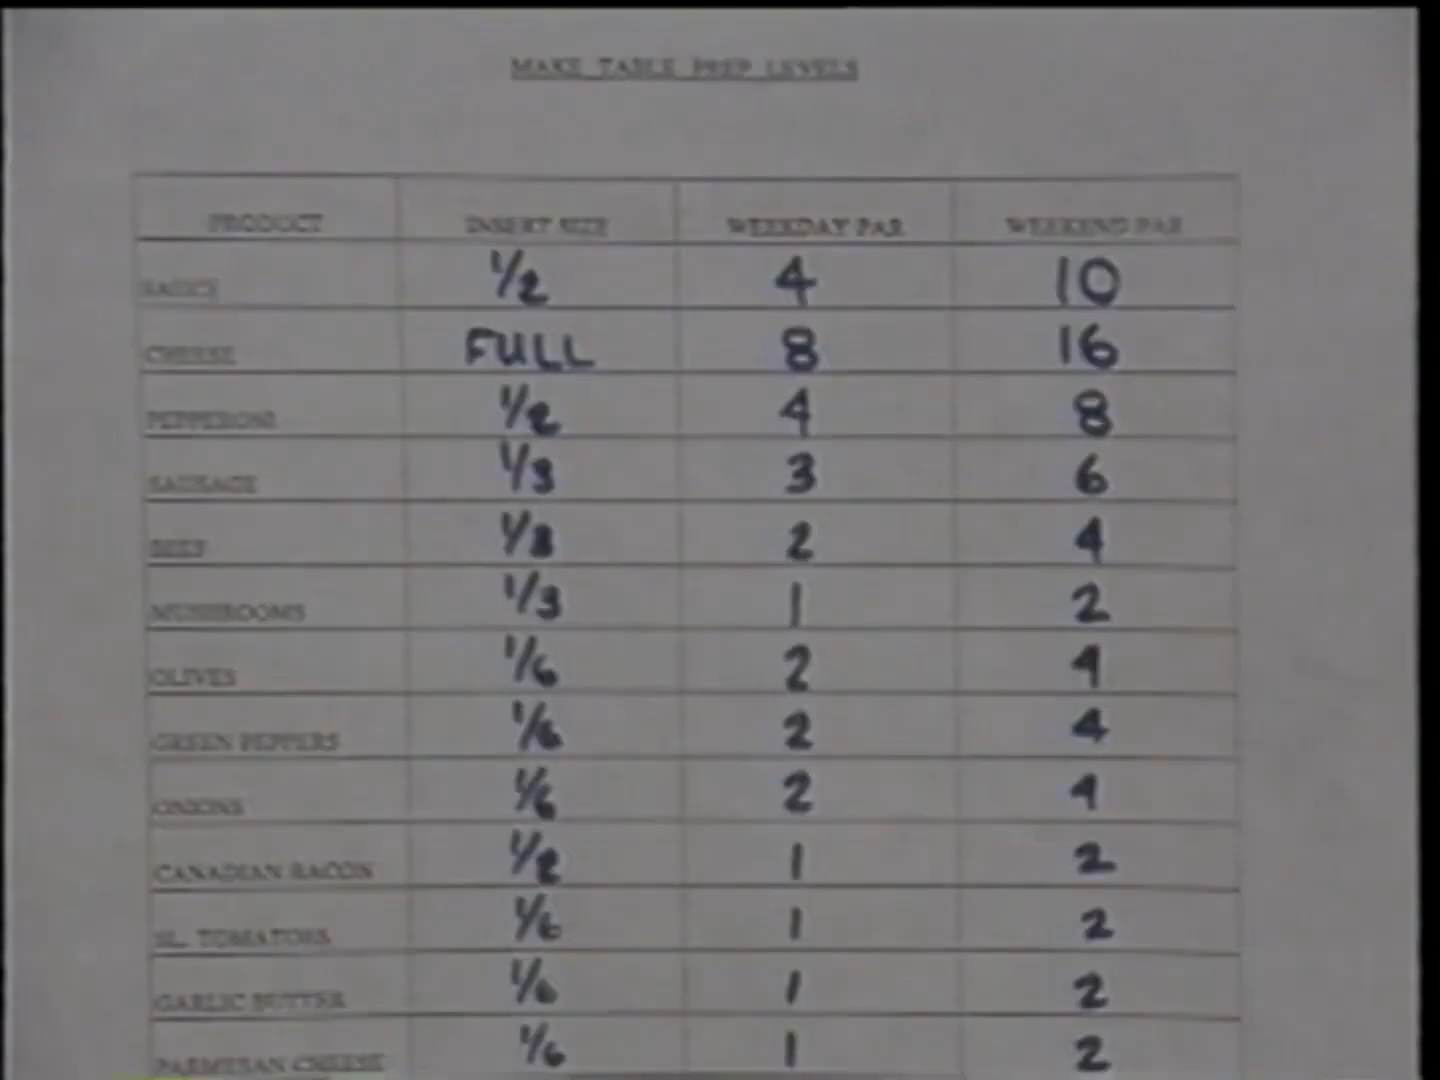 MAKE TABLE PREP LEVELS
PRODUCT INSERT SIZE WEEKDAY PAR WEEKEND PAR
SAUCE 1/2 4 10
CHEESE FULL 8 16
PEPPERONI 1/2 4 8
SAUSAGE 1/3 3 6
BEEF 1/3 2 4
MUSHROOMS 1/3 1 2
OLIVES 1/6 2 4
GREEN PEPPERS 1/6 2 4
ONIONS 1/6 2 4
CANADIAN BACON 1/2 1 2
SL. TOMATOES 1/6 1 2
GARLIC BUTTER 1/6 1 2
PARMESAN CHEESE 1/6 1 2